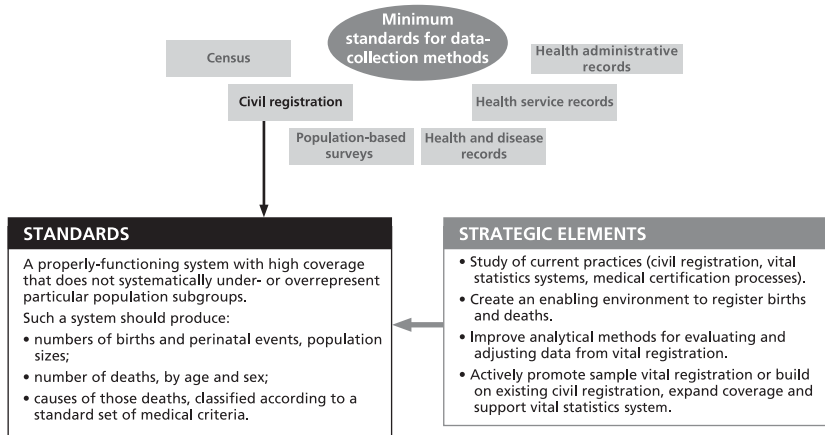 Minimum
standards for data-
collection methods
Census
Health administrative
records
Civil registration
Health service records
Population-based
surveys
Health and disease
records
STANDARDS
A properly-functioning system with high coverage
that does not systematically under- or overrepresent
particular population subgroups.
Such a system should produce:
• numbers of births and perinatal events, population
sizes;
• number of deaths, by age and sex;
• causes of those deaths, classified according to a
standard set of medical criteria.
STRATEGIC ELEMENTS
• Study of current practices (civil registration, vital
statistics systems, medical certification processes).
• Create an enabling environment to register births
and deaths.
• Improve analytical methods for evaluating and
adjusting data from vital registration.
• Actively promote sample vital registration or build
on existing civil registration, expand coverage and
support vital statistics system.